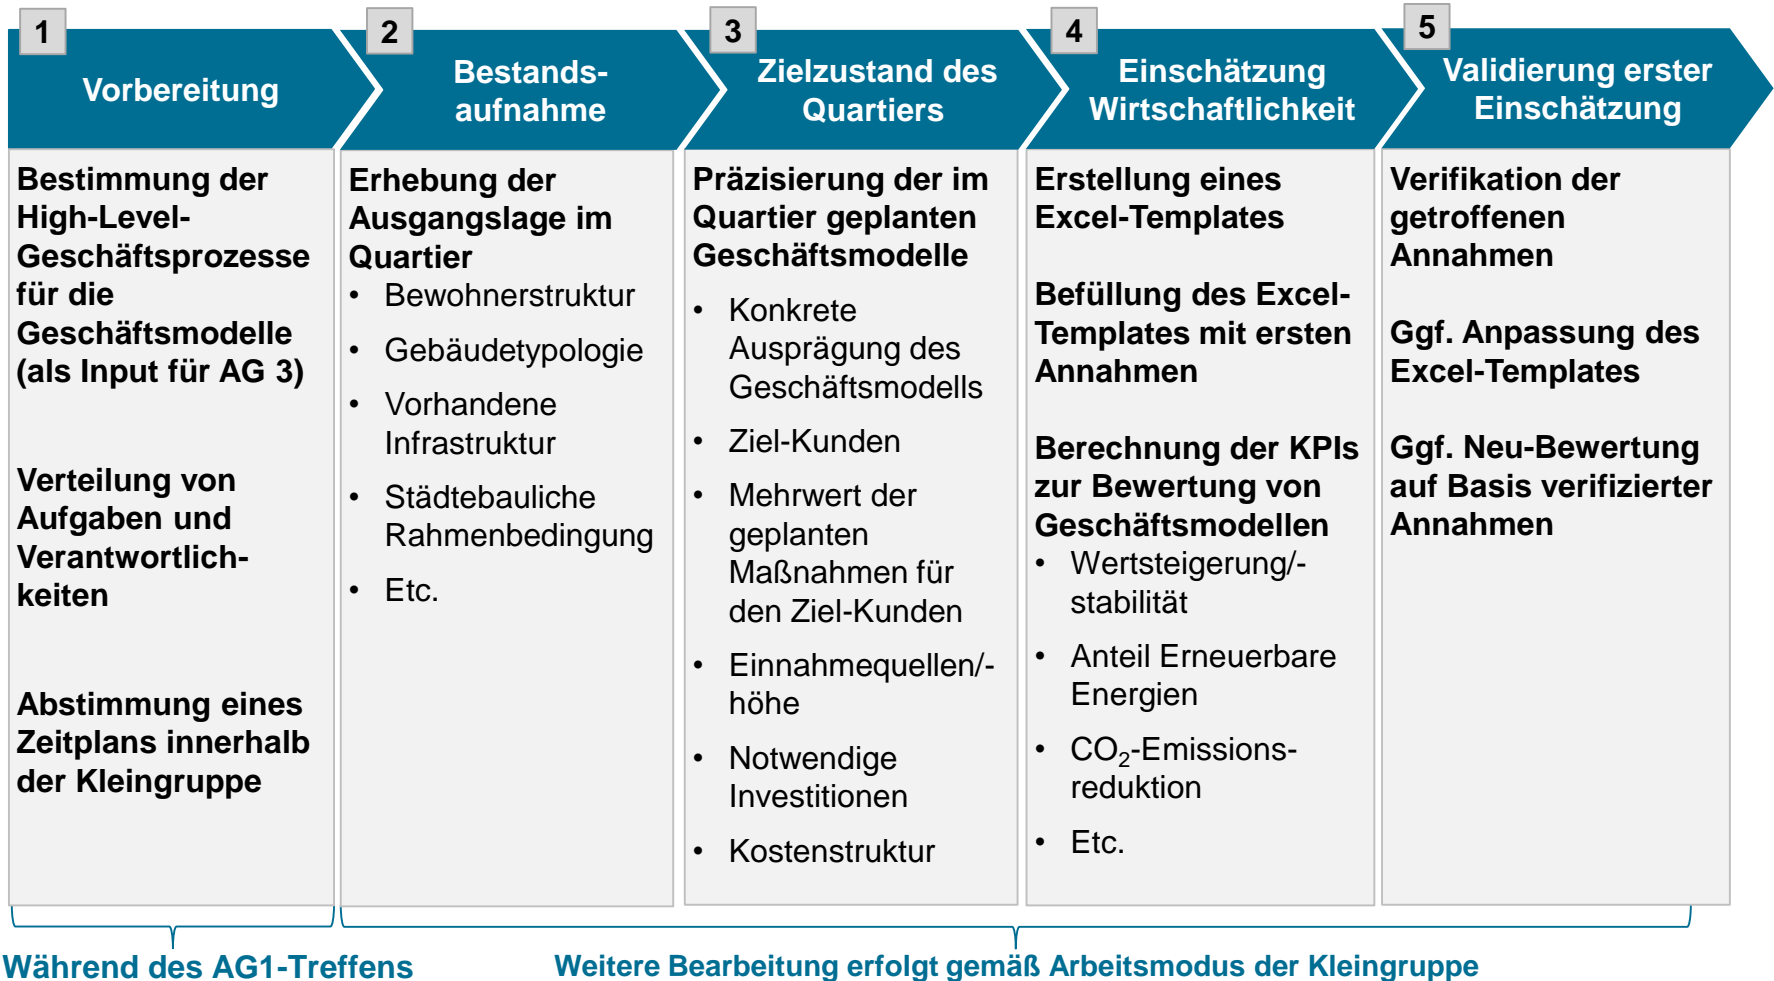 1
Vorbereitung
Bestimmung der
High-Level-
Geschäftsprozesse
für die
Geschäftsmodelle
(als Input für AG 3)
Verteilung von
Aufgaben und
Verantwortlich-
keiten
Abstimmung eines
Zeitplans innerhalb
der Kleingruppe
2
Bestands-
aufnahme
Erhebung der
Ausgangslage im
Quartier
• Bewohnerstruktur
• Gebäudetypologie
• Vorhandene
Infrastruktur
• Städtebauliche
Rahmenbedingung
• Etc.
3
Zielzustand des
Quartiers
Präzisierung der im
Quartier geplanten
Geschäftsmodelle
• Konkrete
Ausprägung des
Geschäftsmodells
• Ziel-Kunden
• Mehrwert der
geplanten
Maßnahmen für
den Ziel-Kunden
• Einnahmequellen/-
höhe
• Notwendige
Investitionen
• Kostenstruktur
4
Einschätzung
Wirtschaftlichkeit
Erstellung eines
Excel-Templates
Befüllung des Excel-
Templates mit ersten
Annahmen
Berechnung der KPIs
zur Bewertung von
Geschäftsmodellen
• Wertsteigerung/-
stabilität
• Anteil Erneuerbare
Energien
• CO₂-Emissions-
reduktion
• Etc.
5
Validierung erster
Einschätzung
Verifikation der
getroffenen
Annahmen
Ggf. Anpassung des
Excel-Templates
Ggf. Neu-Bewertung
auf Basis verifizierter
Annahmen
Während des AG1-Treffens
Weitere Bearbeitung erfolgt gemäß Arbeitsmodus der Kleingruppe